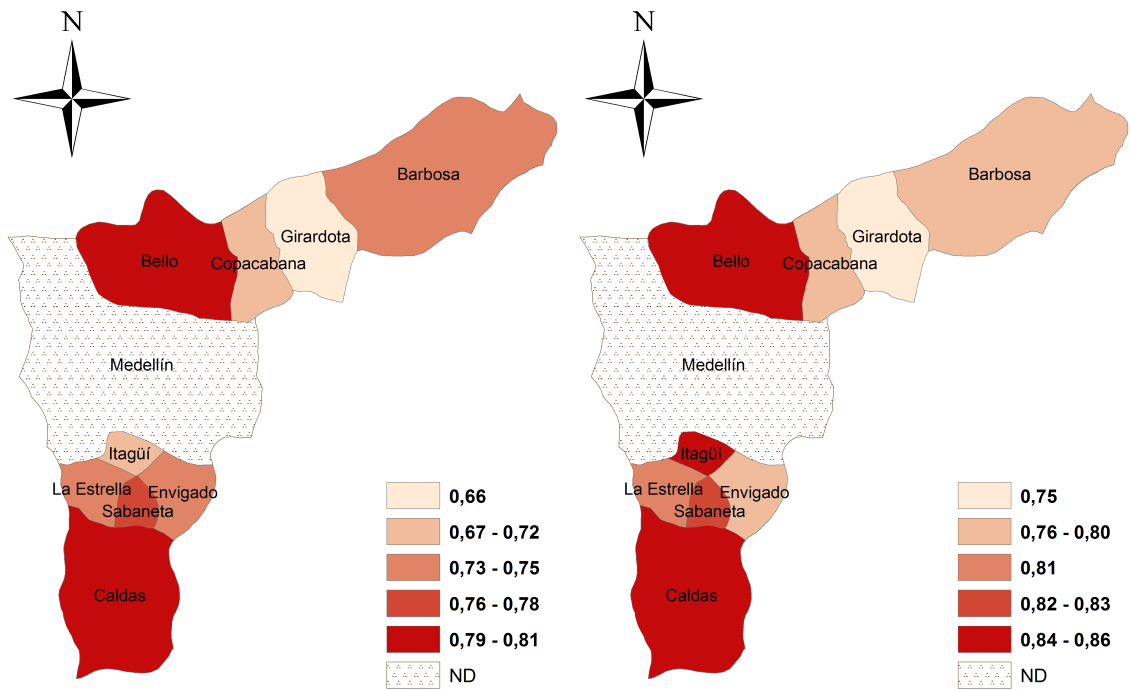 N
Barbosa
Girardota
Bello
Copacabana
Medellín
Itagüí
La Estrella
Envigado
Sabaneta
Caldas
0,66
0,67 - 0,72
0,73 - 0,75
0,76 - 0,78
0,79 - 0,81
ND
N
Barbosa
Girardota
Bello
Copacabana
Medellín
Itagüí
La Estrella
Envigado
Sabaneta
Caldas
0,75
0,76 - 0,80
0,81
0,82 - 0,83
0,84 - 0,86
ND